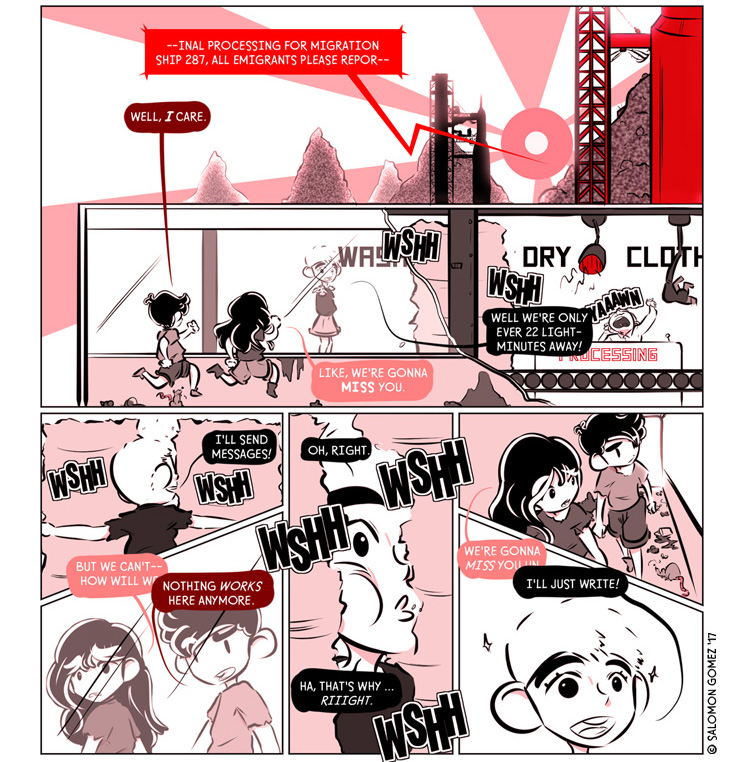 --INAL PROCESSING FOR MIGRATION
SHIP 287, ALL EMIGRANTS PLEASE REPOR--
WELL, I CARE.
WASH
WSHH
DRY
CLOTH
WSHH
YAAAWN
WELL WE'RE ONLY
EVER 22 LIGHT-
MINUTES AWAY!
PROCESSING
LIKE, WE'RE GONNA
MISS YOU.
I'LL SEND
MESSAGES!
WSHH
WSHH
BUT WE CAN'T--
HOW WILL
NOTHING WORKS
HERE ANYMORE.
OH, RIGHT.
WSHH
WSHH
HA, THAT'S WHY ...
RIIIGHT.
WSHH
WE'RE GONNA
MISS YOU
I'LL JUST WRITE!
© SALOMON GOMEZ '17